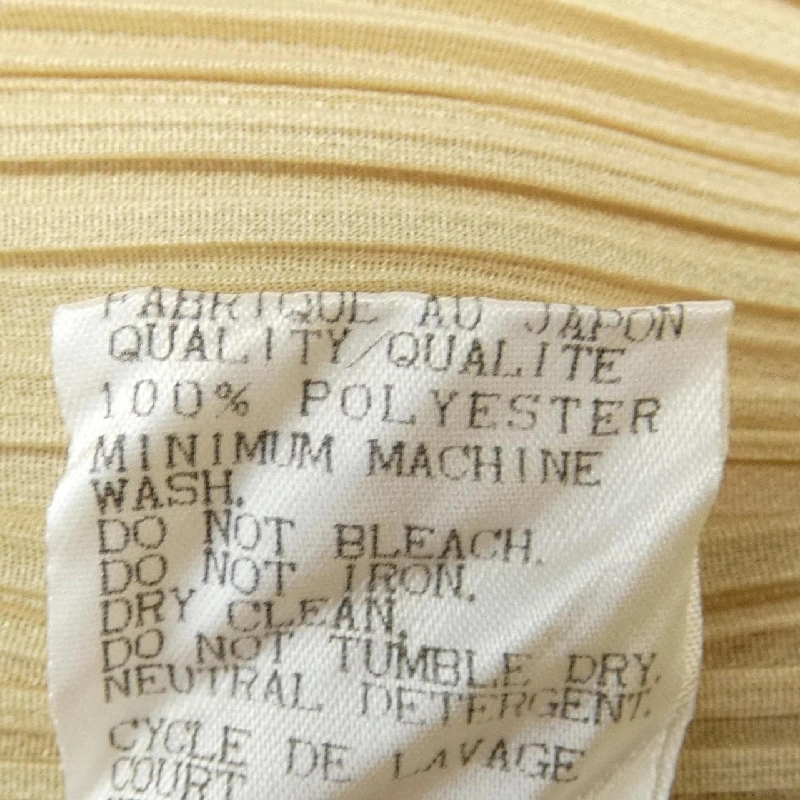 FABRIQUE AU JAPON
QUALITY/QUALITE
100% POLYESTER
MINIMUM MACHINE
WASH.
DO NOT BLEACH.
DO NOT IRON.
DRY CLEAN.
DO NOT TUMBLE DRY.
NEUTRAL DETERGENT.
CYCLE DE LAVAGE
COURT